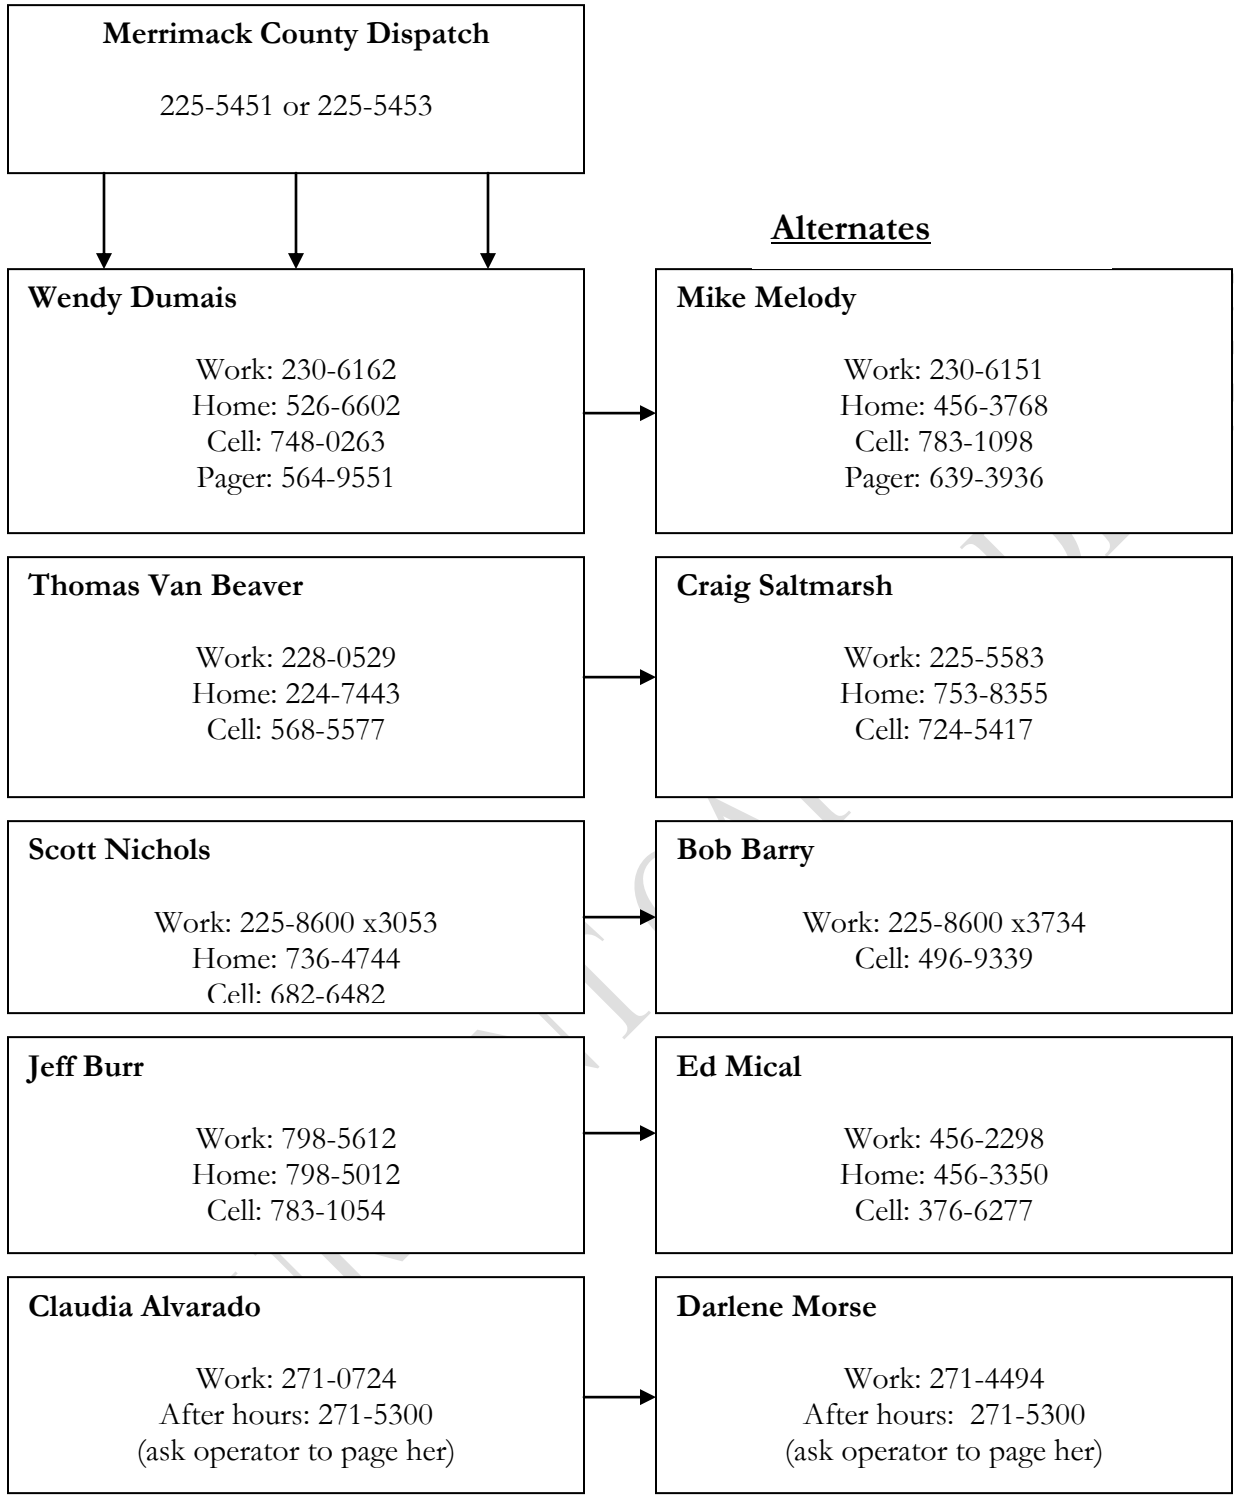 Merrimack County Dispatch
225-5451 or 225-5453
Alternates
Wendy Dumais
Work: 230-6162
Home: 526-6602
Cell: 748-0263
Pager: 564-9551
Mike Melody
Work: 230-6151
Home: 456-3768
Cell: 783-1098
Pager: 639-3936
Thomas Van Beaver
Work: 228-0529
Home: 224-7443
Cell: 568-5577
Craig Saltmarsh
Work: 225-5583
Home: 753-8355
Cell: 724-5417
Scott Nichols
Work: 225-8600 x3053
Home: 736-4744
Cell: 682-6482
Bob Barry
Work: 225-8600 x3734
Cell: 496-9339
Jeff Burr
Work: 798-5612
Home: 798-5012
Cell: 783-1054
Ed Mical
Work: 456-2298
Home: 456-3350
Cell: 376-6277
Claudia Alvarado
Work: 271-0724
After hours: 271-5300
(ask operator to page her)
Darlene Morse
Work: 271-4494
After hours:  271-5300
(ask operator to page her)